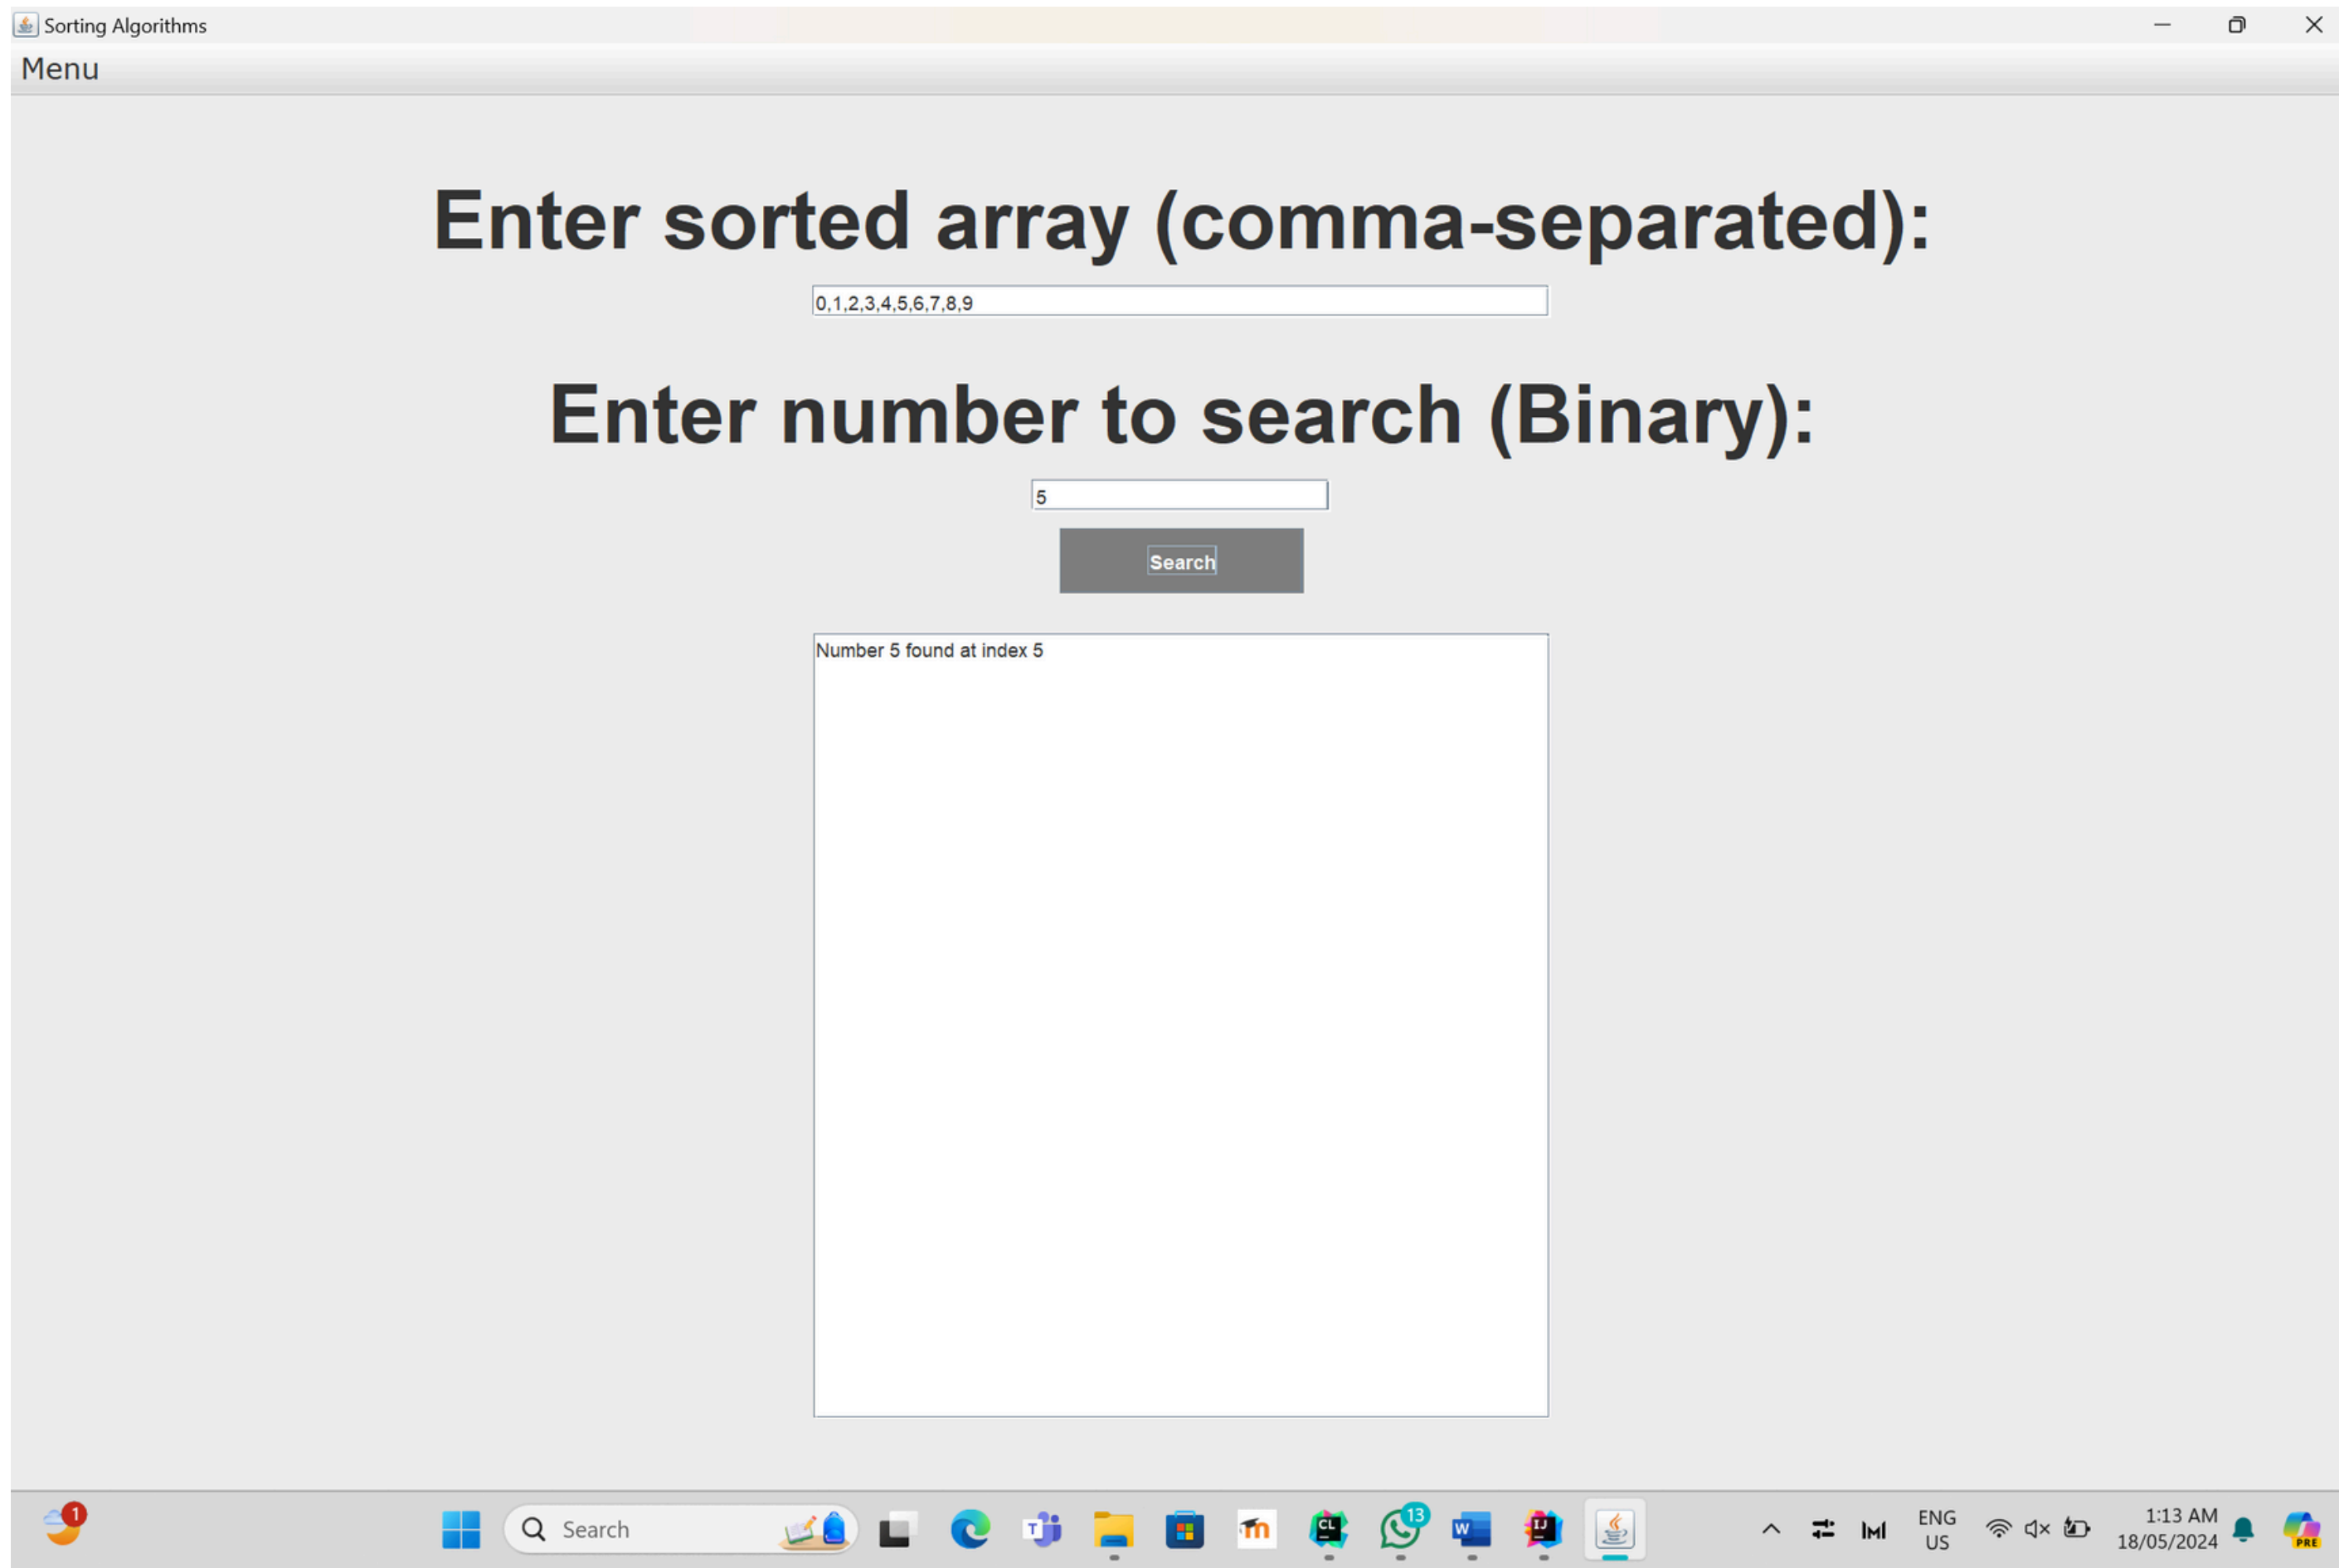 Sorting Algorithms
Menu
Enter sorted array (comma-separated):
0,1,2,3,4,5,6,7,8,9
Enter number to search (Binary):
5
Search
Number 5 found at index 5
1
Search
T
m
CL
13
W
IJ
ENG
US
1:13 AM
18/05/2024
PRE